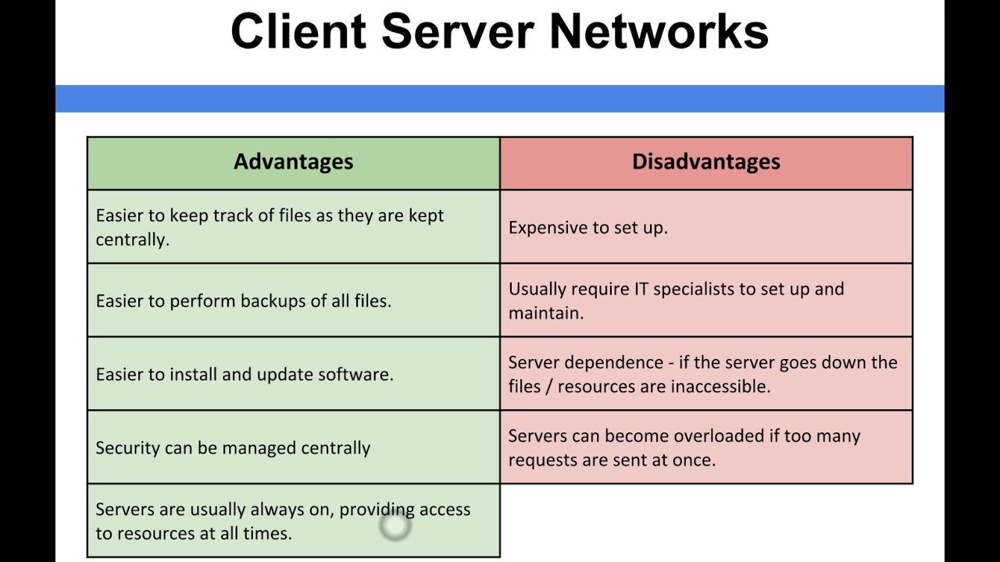 Client Server Networks
Advantages
Disadvantages
Easier to keep track of files as they are kept
centrally.
Expensive to set up.
Easier to perform backups of all files.
Usually require IT specialists to set up and
maintain.
Easier to install and update software.
Server dependence - if the server goes down the
files / resources are inaccessible.
Security can be managed centrally
Servers can become overloaded if too many
requests are sent at once.
Servers are usually always on, providing access
to resources at all times.